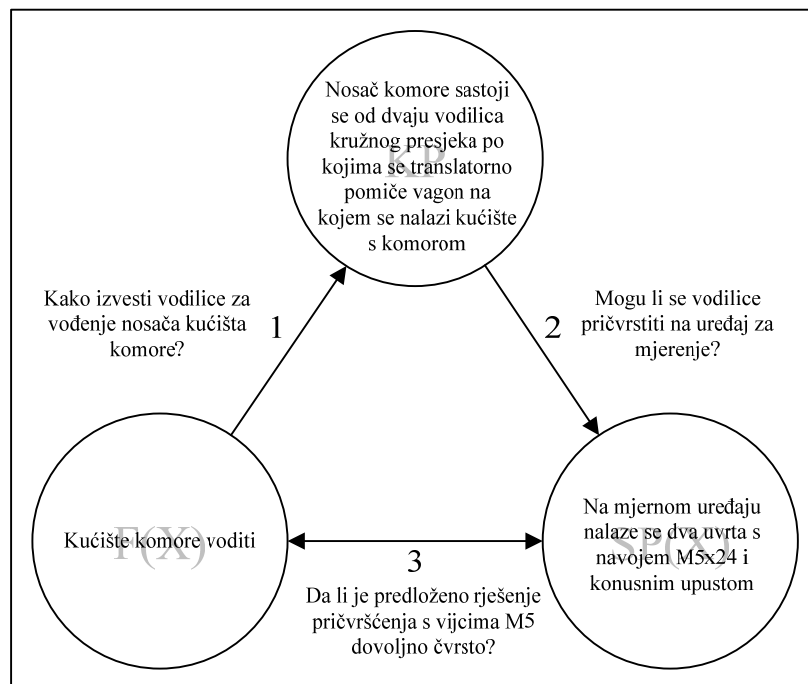 Nosač komore sastoji
se od dvaju vodilica
kružnog presjeka po
kojima se translatorno
pomiče vagon na
kojem se nalazi kućište
s komorom
KP
Kako izvesti vodilice za
vođenje nosača kućišta
komore?
1
2
Mogu li se vodilice
pričvrstiti na uređaj za
mjerenje?
Kućište komore voditi
F(X)
3
Da li je predloženo rješenje
pričvršćenja s vijcima M5
dovoljno čvrsto?
Na mjernom uređaju
nalaze se dva uvrta s
navojem M5x24 i
konusnim upustom
SP(X)